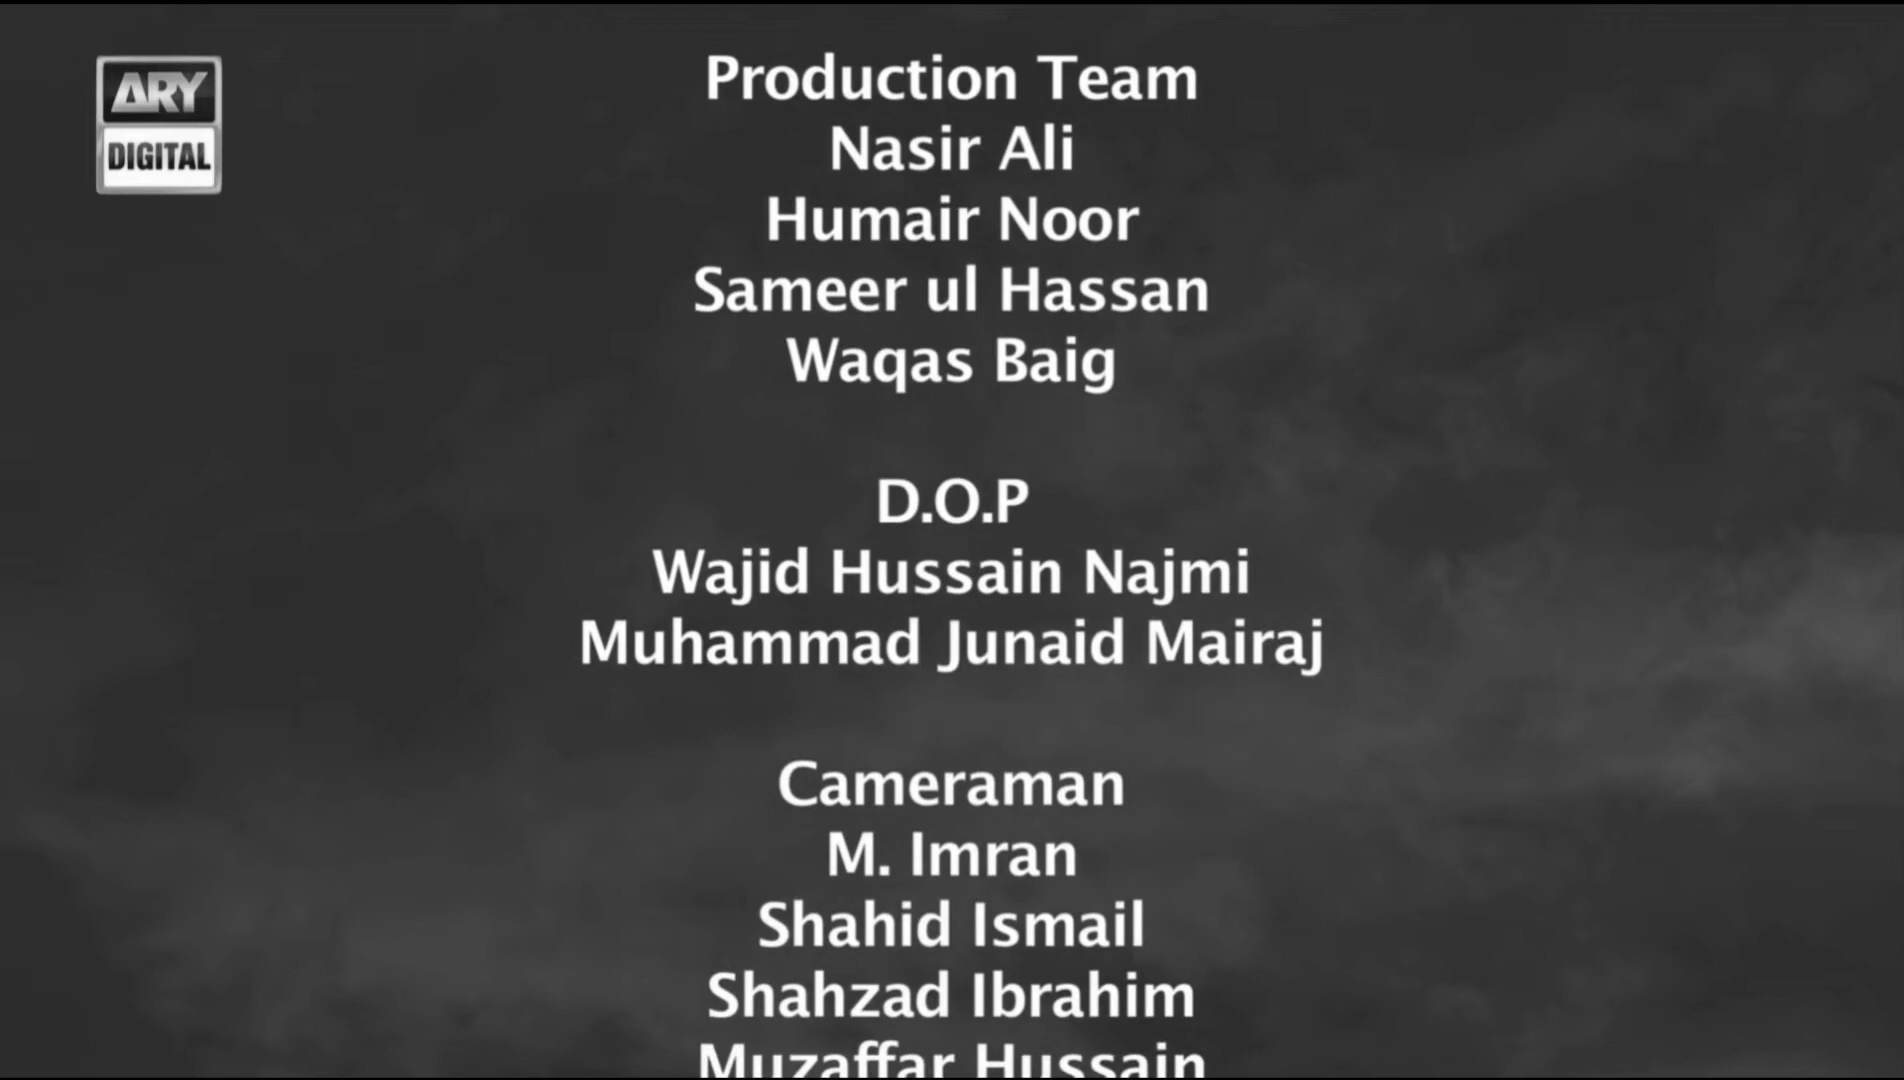 ARY
DIGITAL
Production Team
Nasir Ali
Humair Noor
Sameer ul Hassan
Waqas Baig
D.O.P
Wajid Hussain Najmi
Muhammad Junaid Mairaj
Cameraman
M. Imran
Shahid Ismail
Shahzad Ibrahim
Muzaffar Hussain